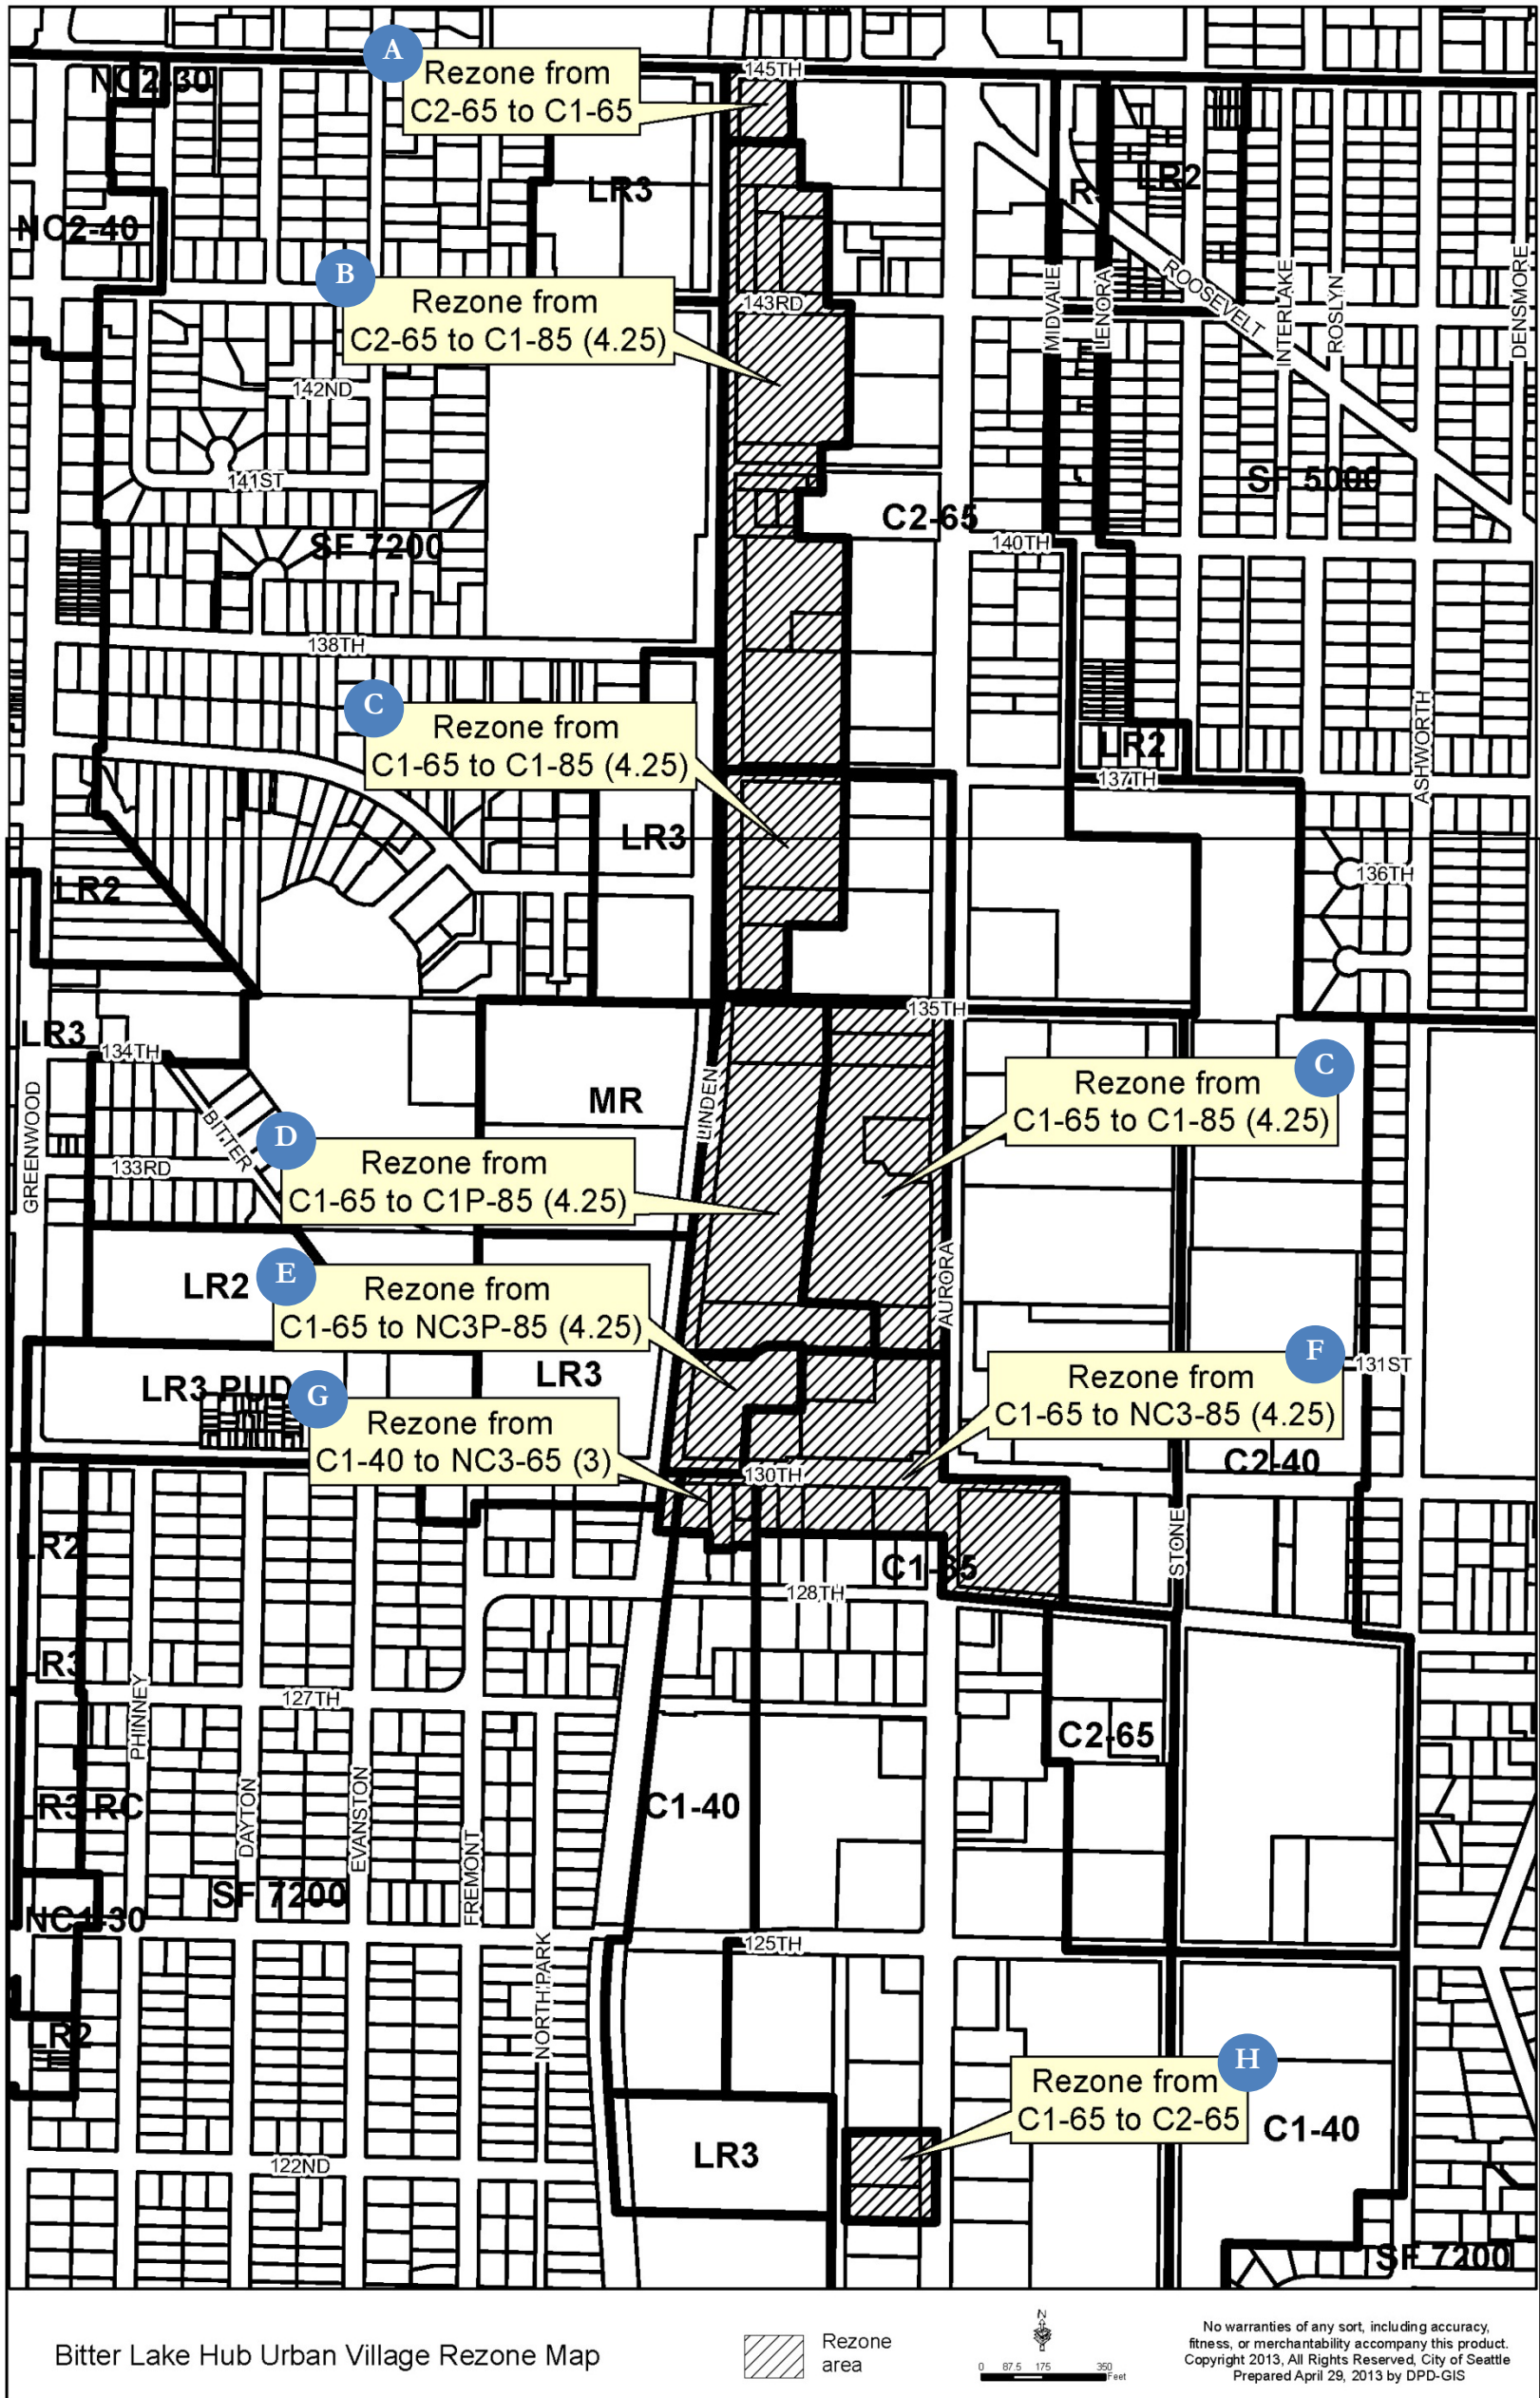 A
Rezone from
C2-65 to C1-65
145TH
NC2-30
LR3
R3
LR2
NC2-40
B
Rezone from
C2-65 to C1-85 (4.25)
143RD
MIDVALE
LENORA
ROOSEVELT
INTERLAKE
ROSLYN
DENSMORE
142ND
141ST
SF 5000
C2-65
140TH
SF 7200
138TH
C
Rezone from
C1-65 to C1-85 (4.25)
LR2
137TH
ASHWORTH
LR3
136TH
LR2
135TH
LR3
134TH
GREENWOOD
BITTER
133RD
MR
LINDEN
C
Rezone from
C1-65 to C1-85 (4.25)
D
Rezone from
C1-65 to C1P-85 (4.25)
AURORA
LR2
E
Rezone from
C1-65 to NC3P-85 (4.25)
LR3
F
Rezone from
C1-65 to NC3-85 (4.25)
131ST
LR3 PUD
G
Rezone from
C1-40 to NC3-65 (3)
130TH
C2-40
STONE
LR2
C1-65
128TH
R3
127TH
PHINNEY
C2-65
DAYTON
EVANSTON
FREMONT
R3 RC
C1-40
SF 7200
NC1-30
125TH
NORTH PARK
LR2
H
Rezone from
C1-65 to C2-65
C1-40
LR3
122ND
SF 7200
Bitter Lake Hub Urban Village Rezone Map
Rezone
area
N
0 87.5 175 350
Feet
No warranties of any sort, including accuracy,
fitness, or merchantability accompany this product.
Copyright 2013, All Rights Reserved, City of Seattle
Prepared April 29, 2013 by DPD-GIS